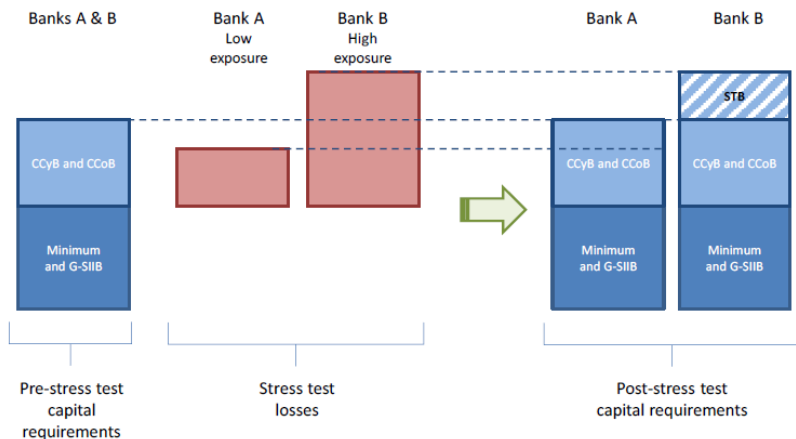 Banks A & B
Bank A
Low
exposure
Bank B
High
exposure
Bank A
Bank B
STB
CCyB and CCoB
CCyB and CCoB
CCyB and CCoB
Minimum
and G-SIIB
Minimum
and G-SIIB
Minimum
and G-SIIB
Pre-stress test
capital
requirements
Stress test
losses
Post-stress test
capital requirements